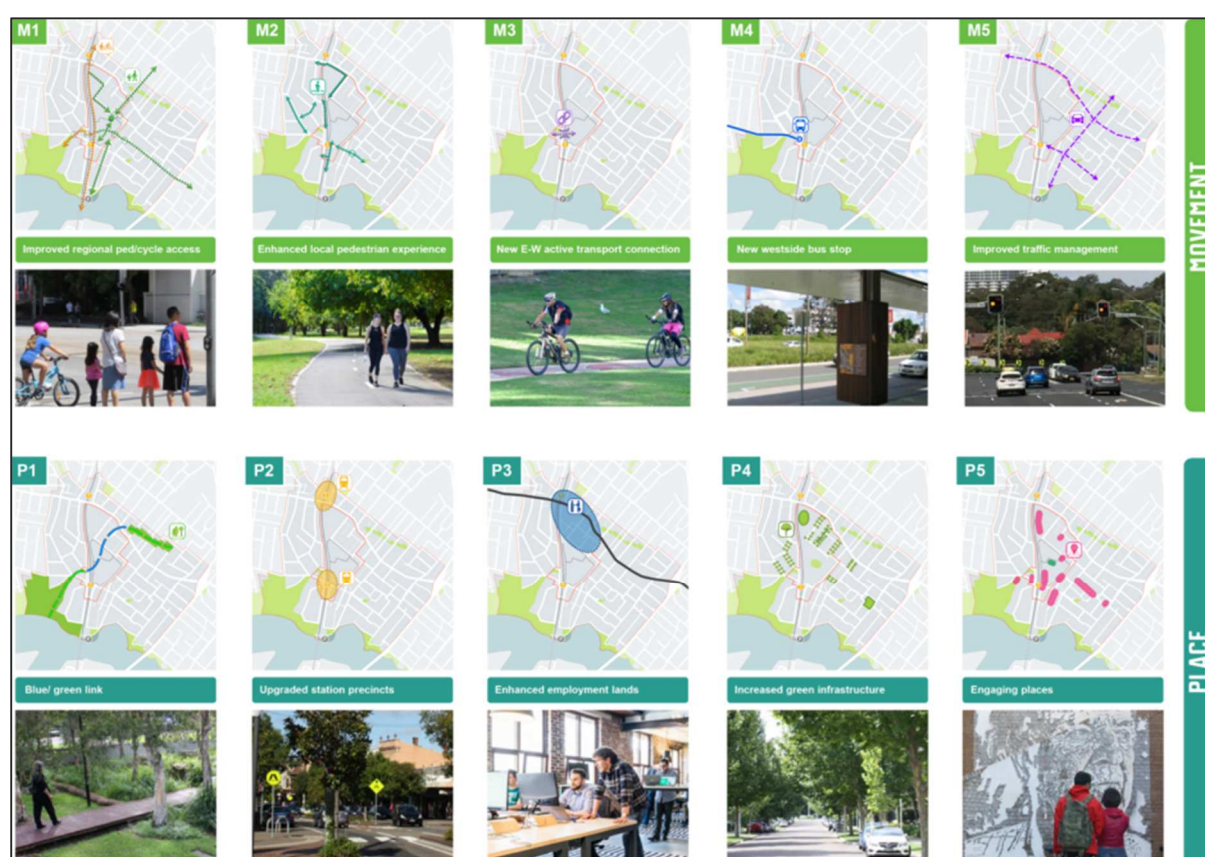 M1
M2
M3
M4
M5
Improved regional ped/cycle access
Enhanced local pedestrian experience
New E-W active transport connection
New westside bus stop
Improved traffic management
MOVEMENT
P1
P2
P3
P4
P5
Blue/ green link
Upgraded station precincts
Enhanced employment lands
Increased green infrastructure
Engaging places
PLACE